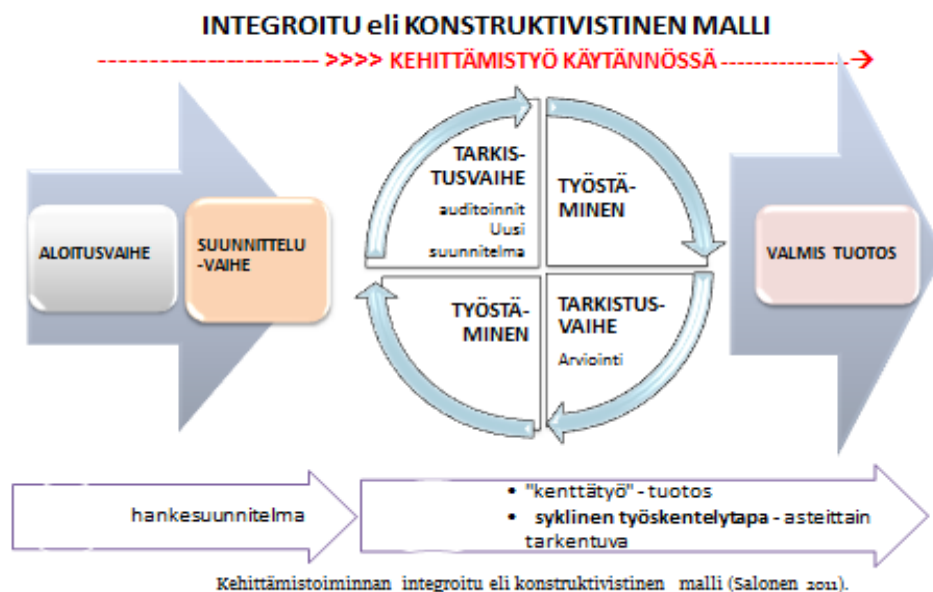 INTEGROITU eli KONSTRUKTIVISTINEN MALLI
----------------------- >>>> KEHITTÄMISTYÖ KÄYTÄNNÖSSÄ ---------------→
ALOITUSVAIHE
SUUNNITTELU
-VAIHE
TARKIS-
TUSVAIHE
auditoinnit
Uusi
suunnitelma
TYÖSTÄ-
MINEN
TYÖSTÄ-
MINEN
TARKISTUS-
VAIHE
Arviointi
VALMIS TUOTOS
hankesuunnitelma
• "kenttätyö" - tuotos
• syklinen työskentelytapa - asteittain
tarkentuva
Kehittämistoiminnan integroitu eli konstruktivistinen malli (Salonen 2011).